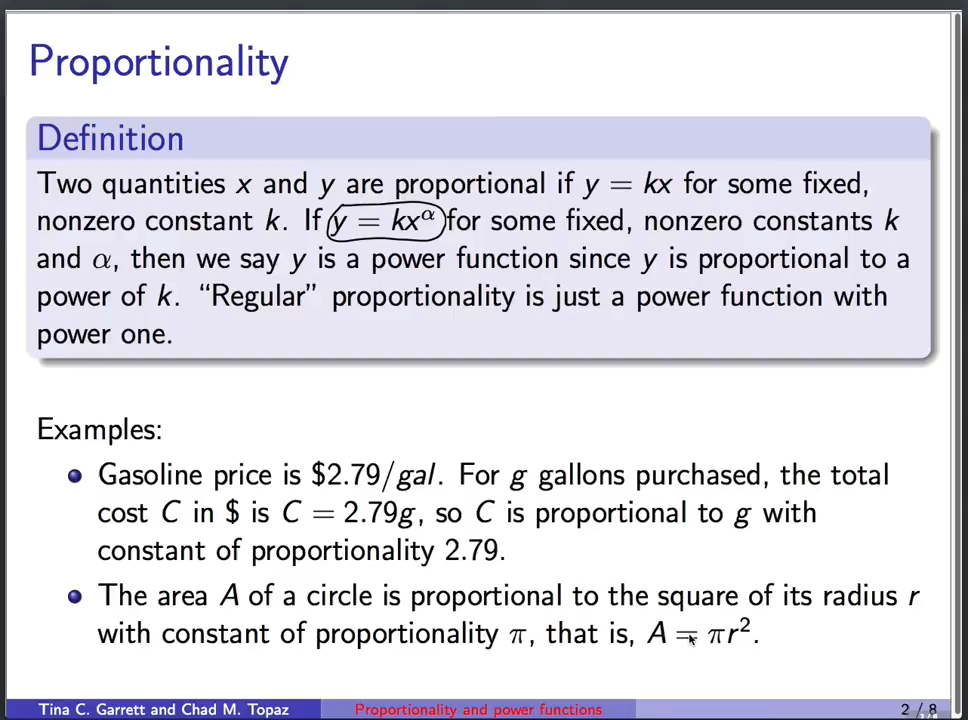 Proportionality
Definition
Two quantities x and y are proportional if y = kx for some fixed,
nonzero constant k. If y = kx^α for some fixed, nonzero constants k
and α, then we say y is a power function since y is proportional to a
power of k. “Regular” proportionality is just a power function with
power one.
Examples:
Gasoline price is $2.79/gal. For g gallons purchased, the total
cost C in $ is C = 2.79g, so C is proportional to g with
constant of proportionality 2.79.
The area A of a circle is proportional to the square of its radius r
with constant of proportionality π, that is, A = πr².
Tina C. Garrett and Chad M. Topaz Proportionality and power functions 2 / 8